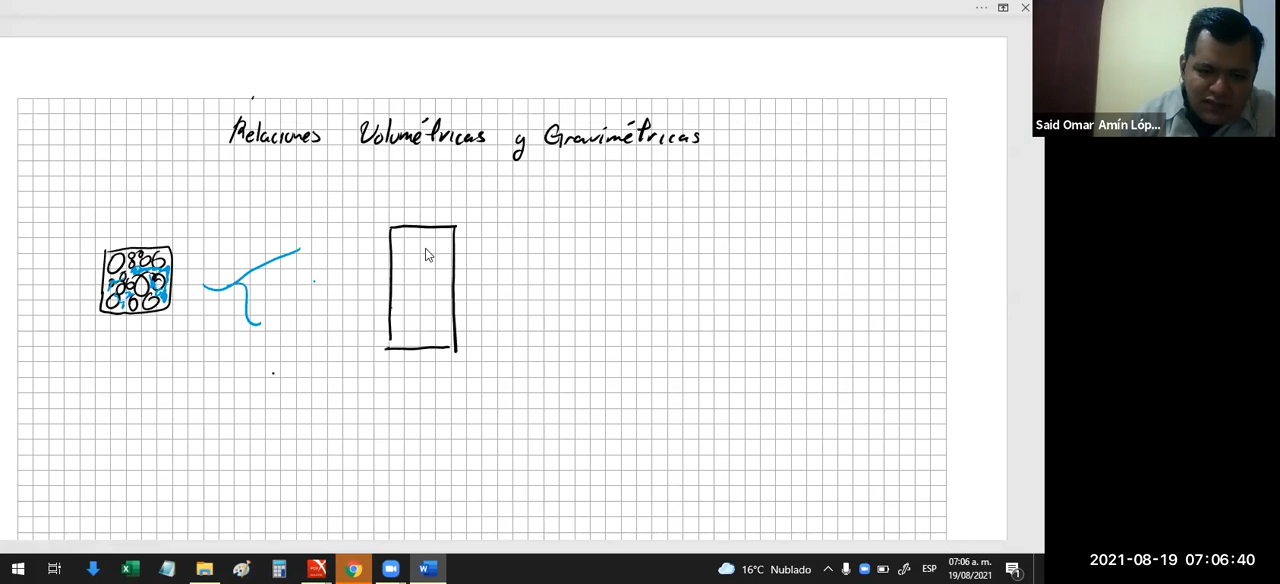 Relaciones Volumétricas y Gravimétricas
Said Omar Amín Lóp...
16°C Nublado
ESP
07:06 a. m.
19/08/2021
1
2021-08-19 07:06:40